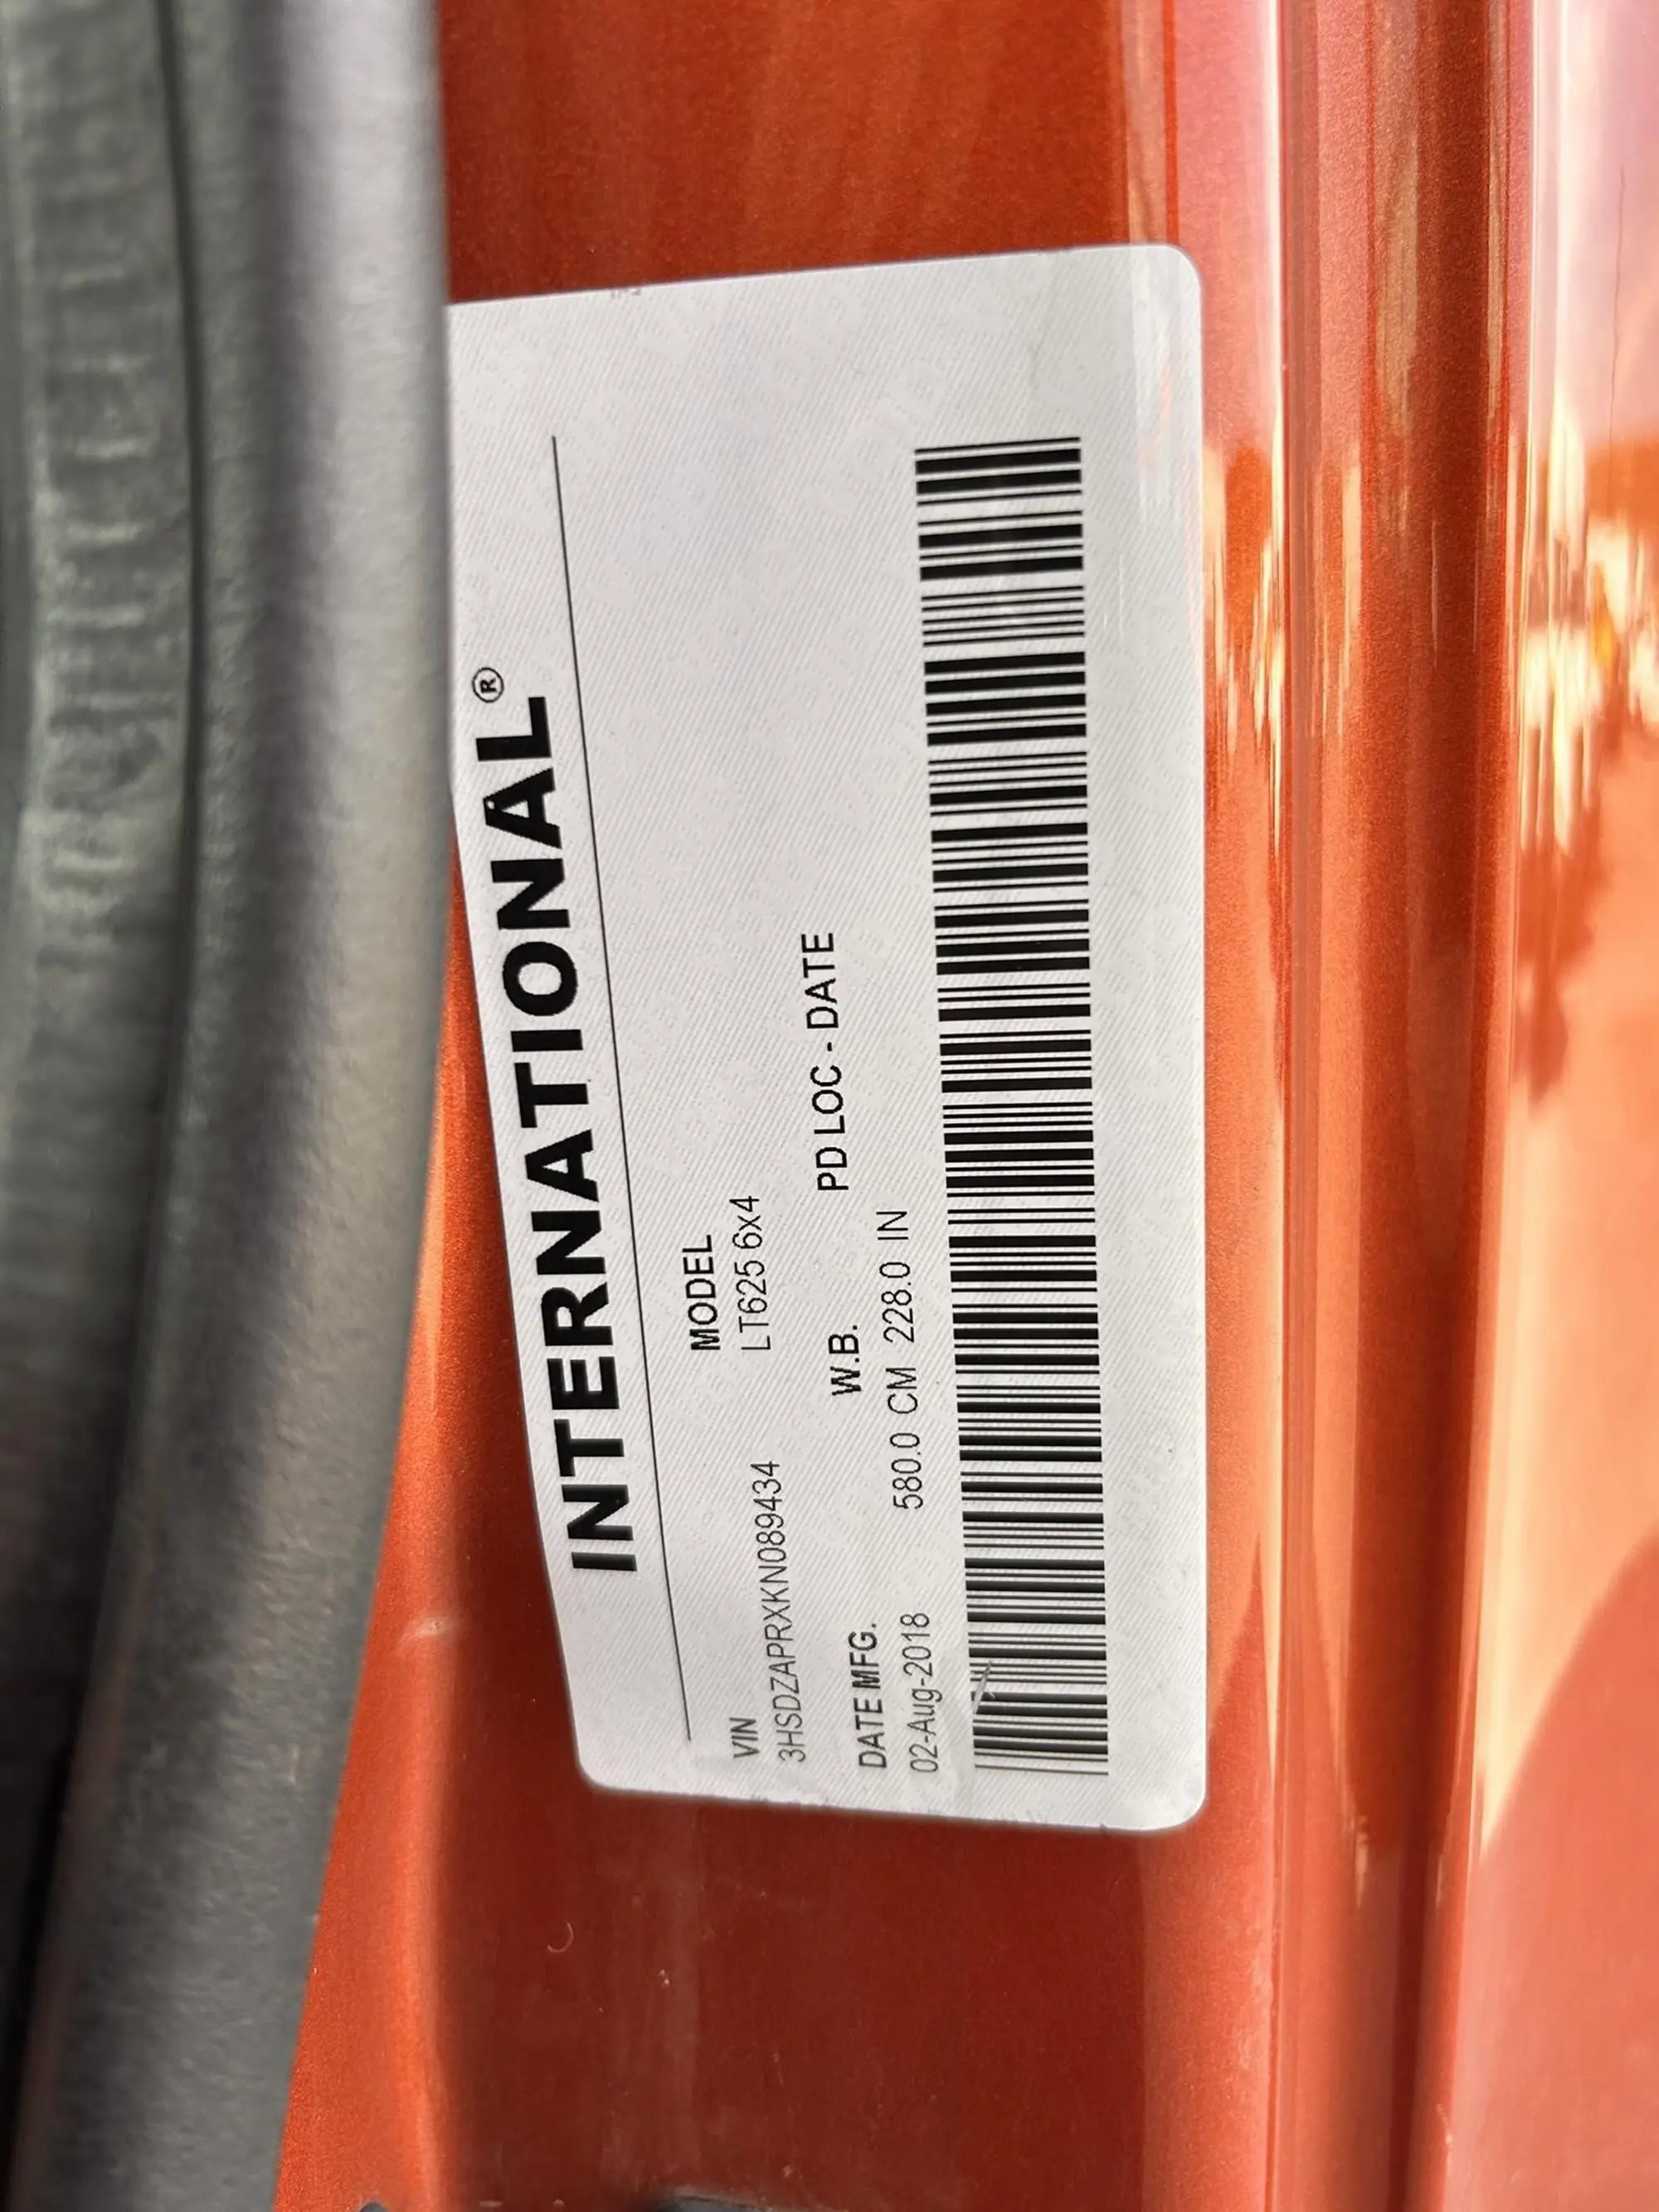 INTERNATIONAL®
VIN MODEL
3HSDZAPRXKN089434 LT625 6x4
DATE MFG. W.B. PD LOC - DATE
02-Aug-2018 580.0 CM 228.0 IN